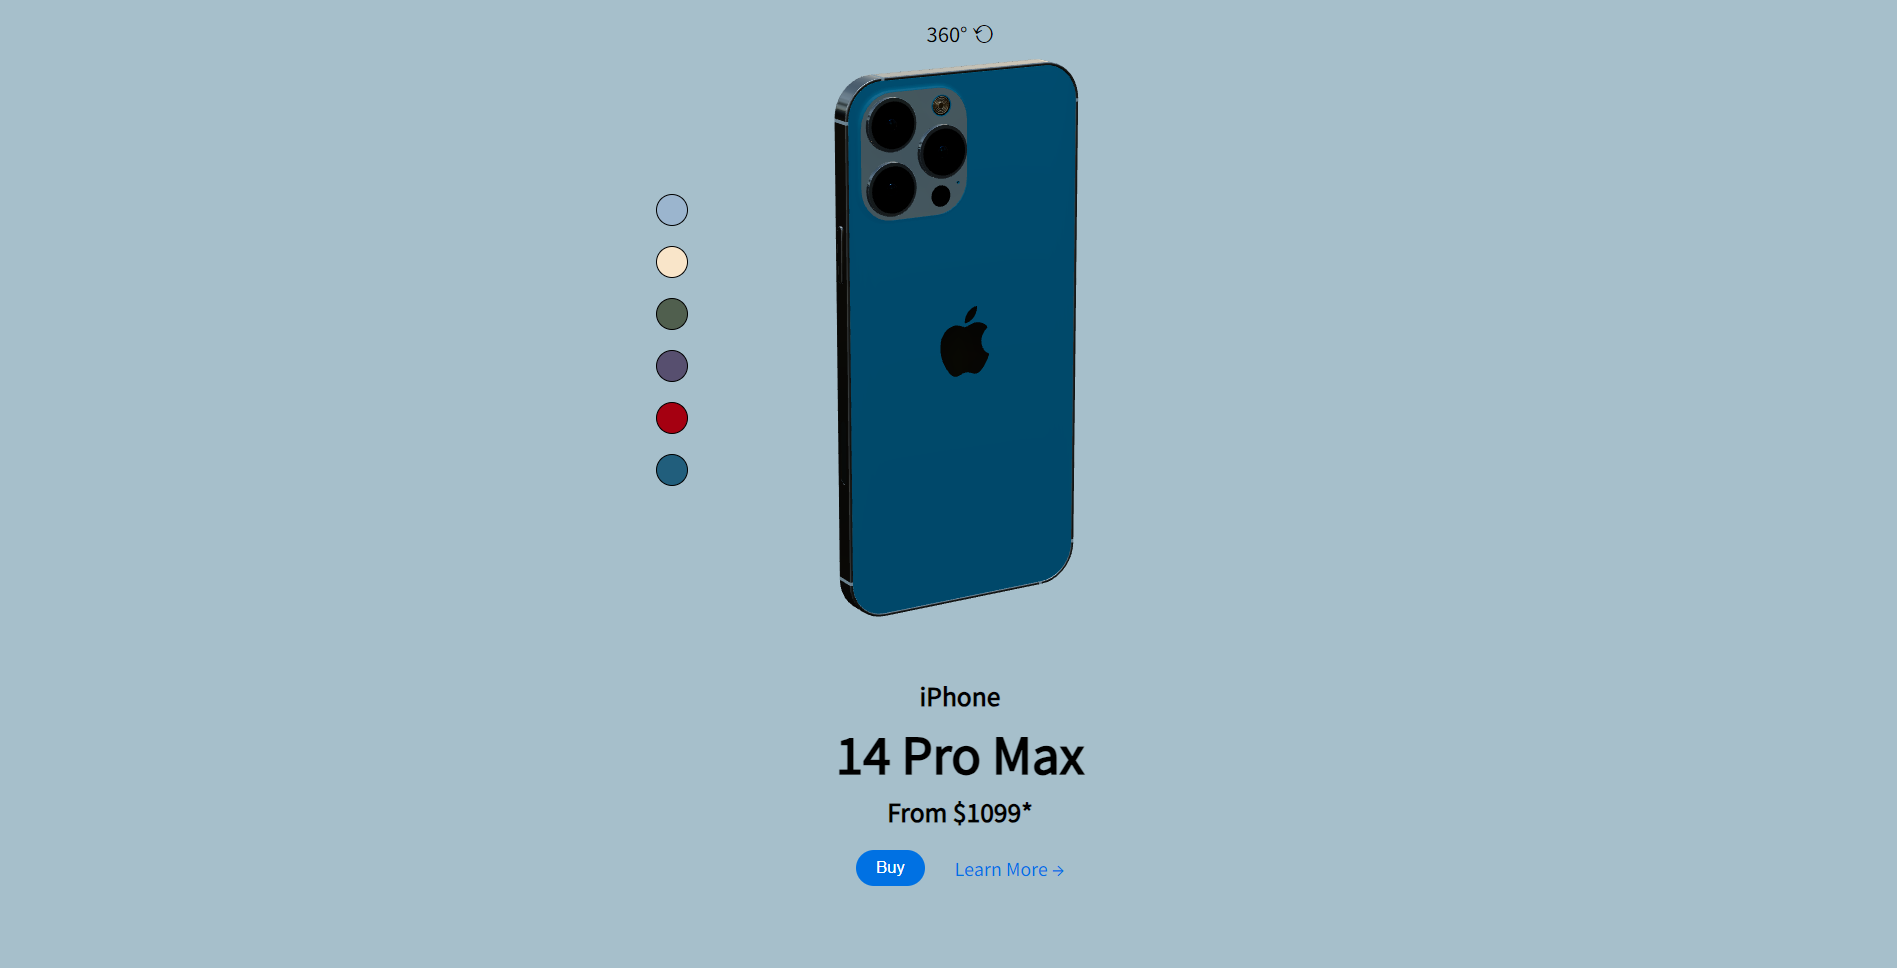 360°
iPhone
14 Pro Max
From $1099*
Buy
Learn More →